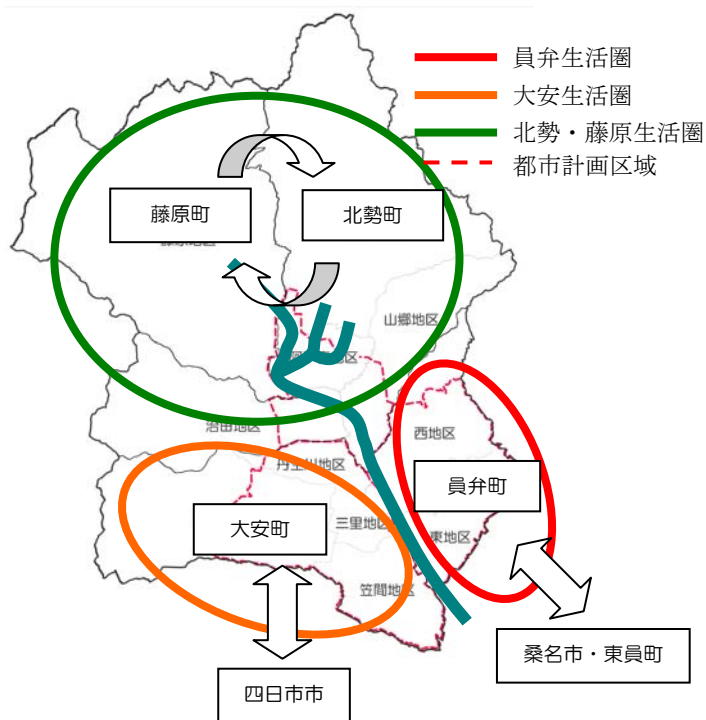 員弁生活圏
大安生活圏
北勢・藤原生活圏
都市計画区域
藤原町
北勢町
山郷地区
治田地区
西地区
丹生川地区
員弁町
大安町
三里地区
東地区
笠間地区
桑名市・東員町
四日市市